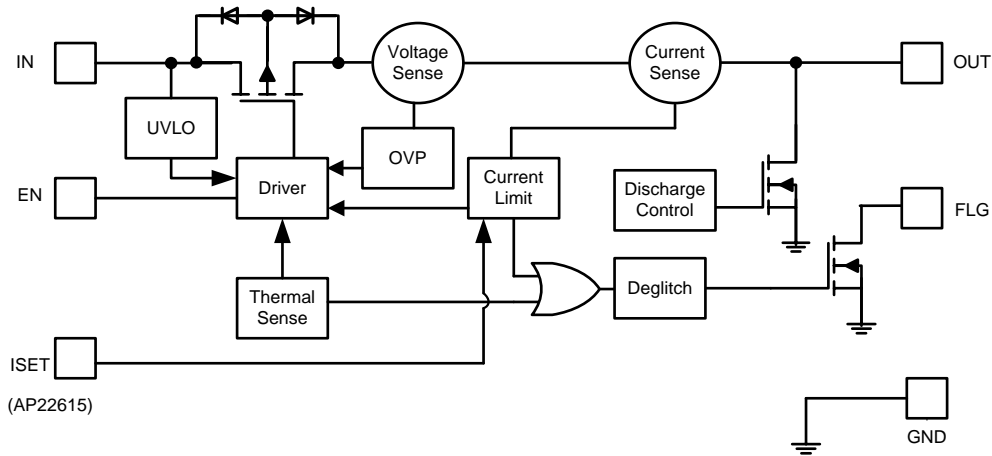 IN
Voltage
Sense
Current
Sense
OUT
UVLO
OVP
EN
Driver
Current
Limit
Discharge
Control
FLG
Thermal
Sense
Deglitch
ISET
(AP22615)
GND